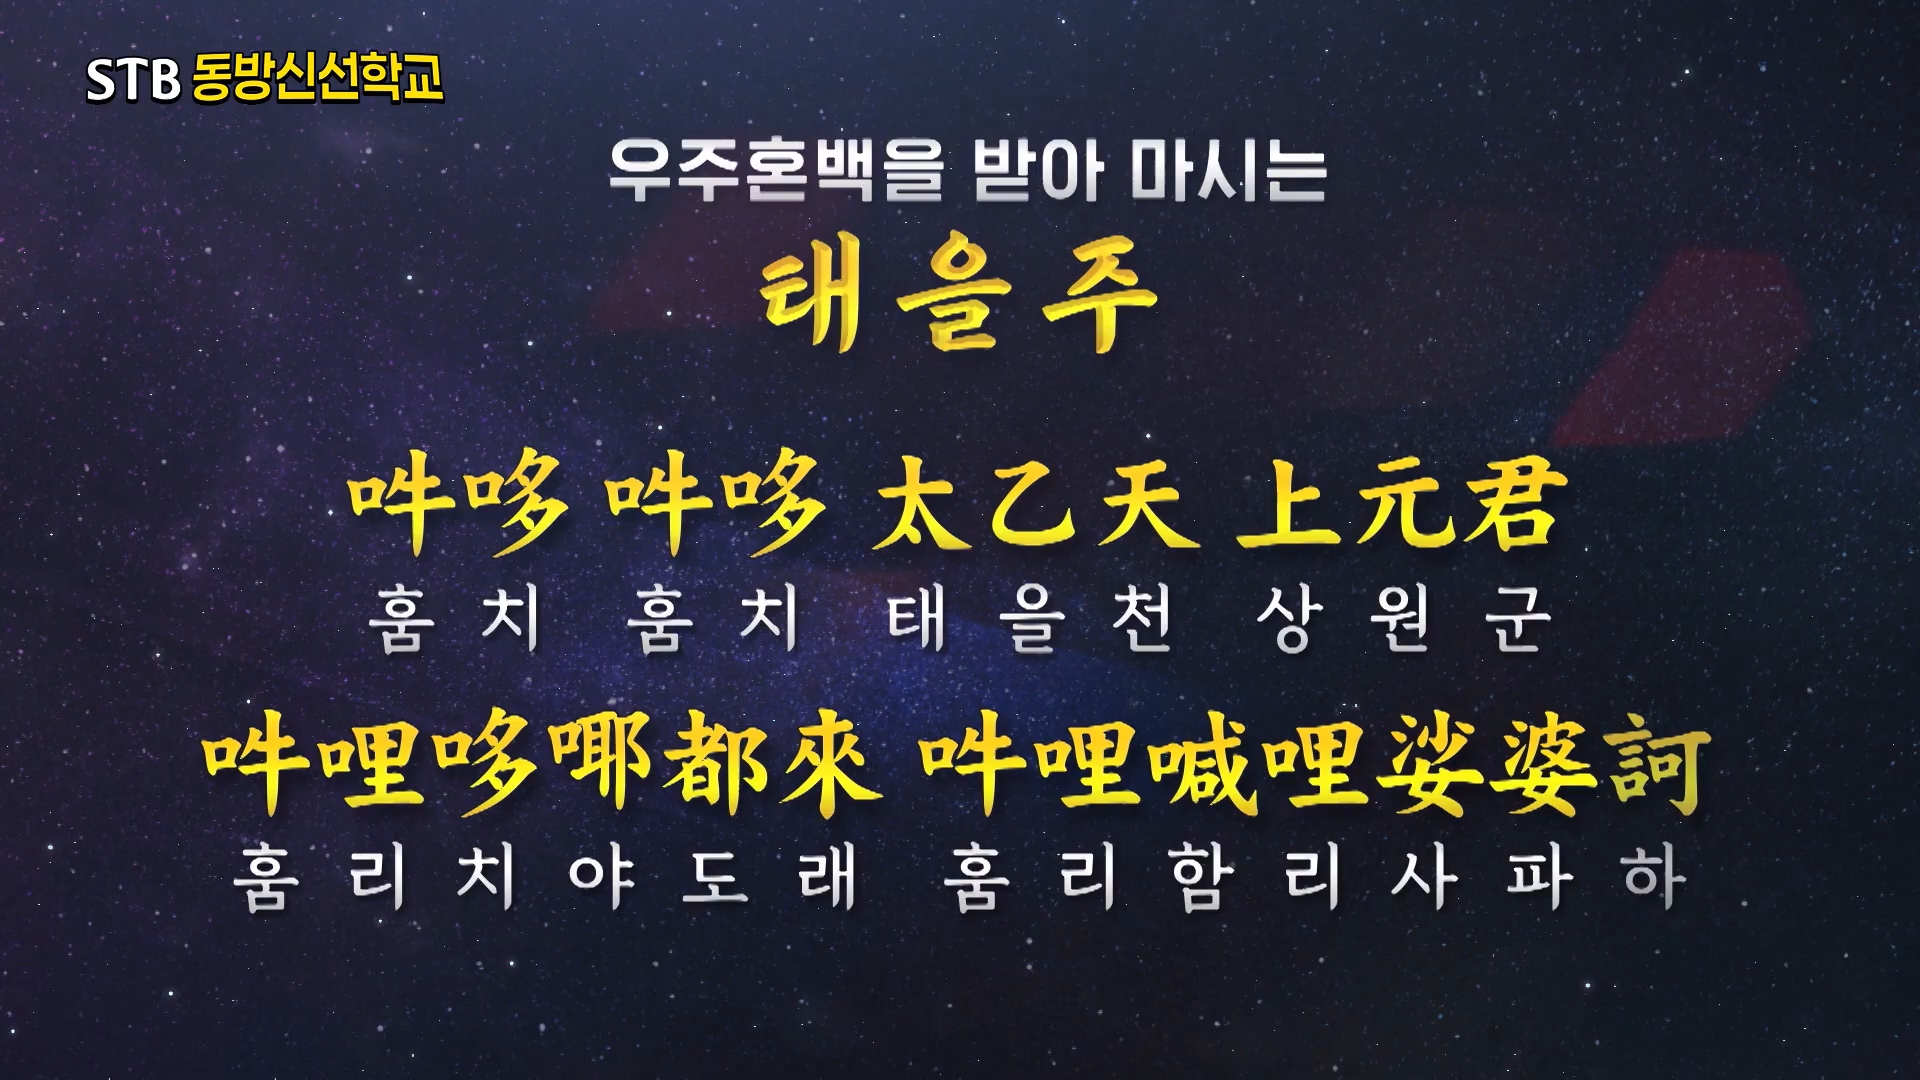 STB 동방신선학교
우주혼백을 받아 마시는
태을주
吽哆 吽哆 太乙天 上元君
훔치 훔치 태을천 상원군
吽哩哆唧都來 吽哩喊哩娑婆訶
훔리치야도래 훔리함리사파하